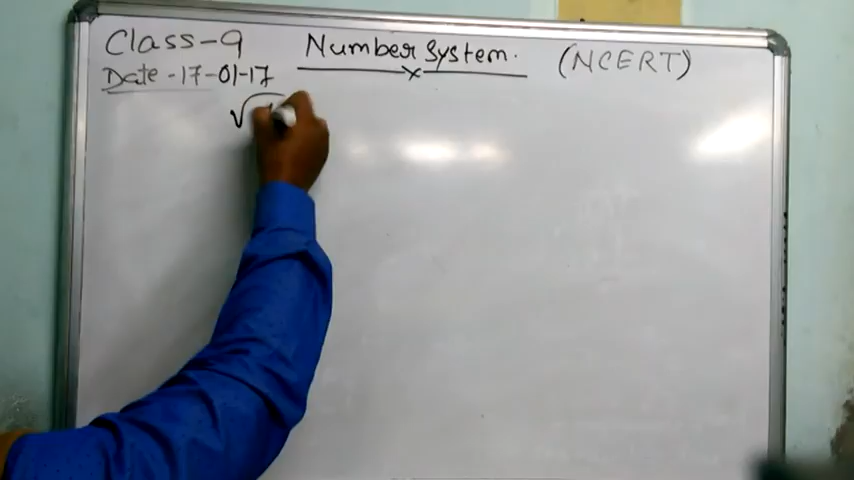 Class-9 Number System. (NCERT)
Date-17-01-17
√